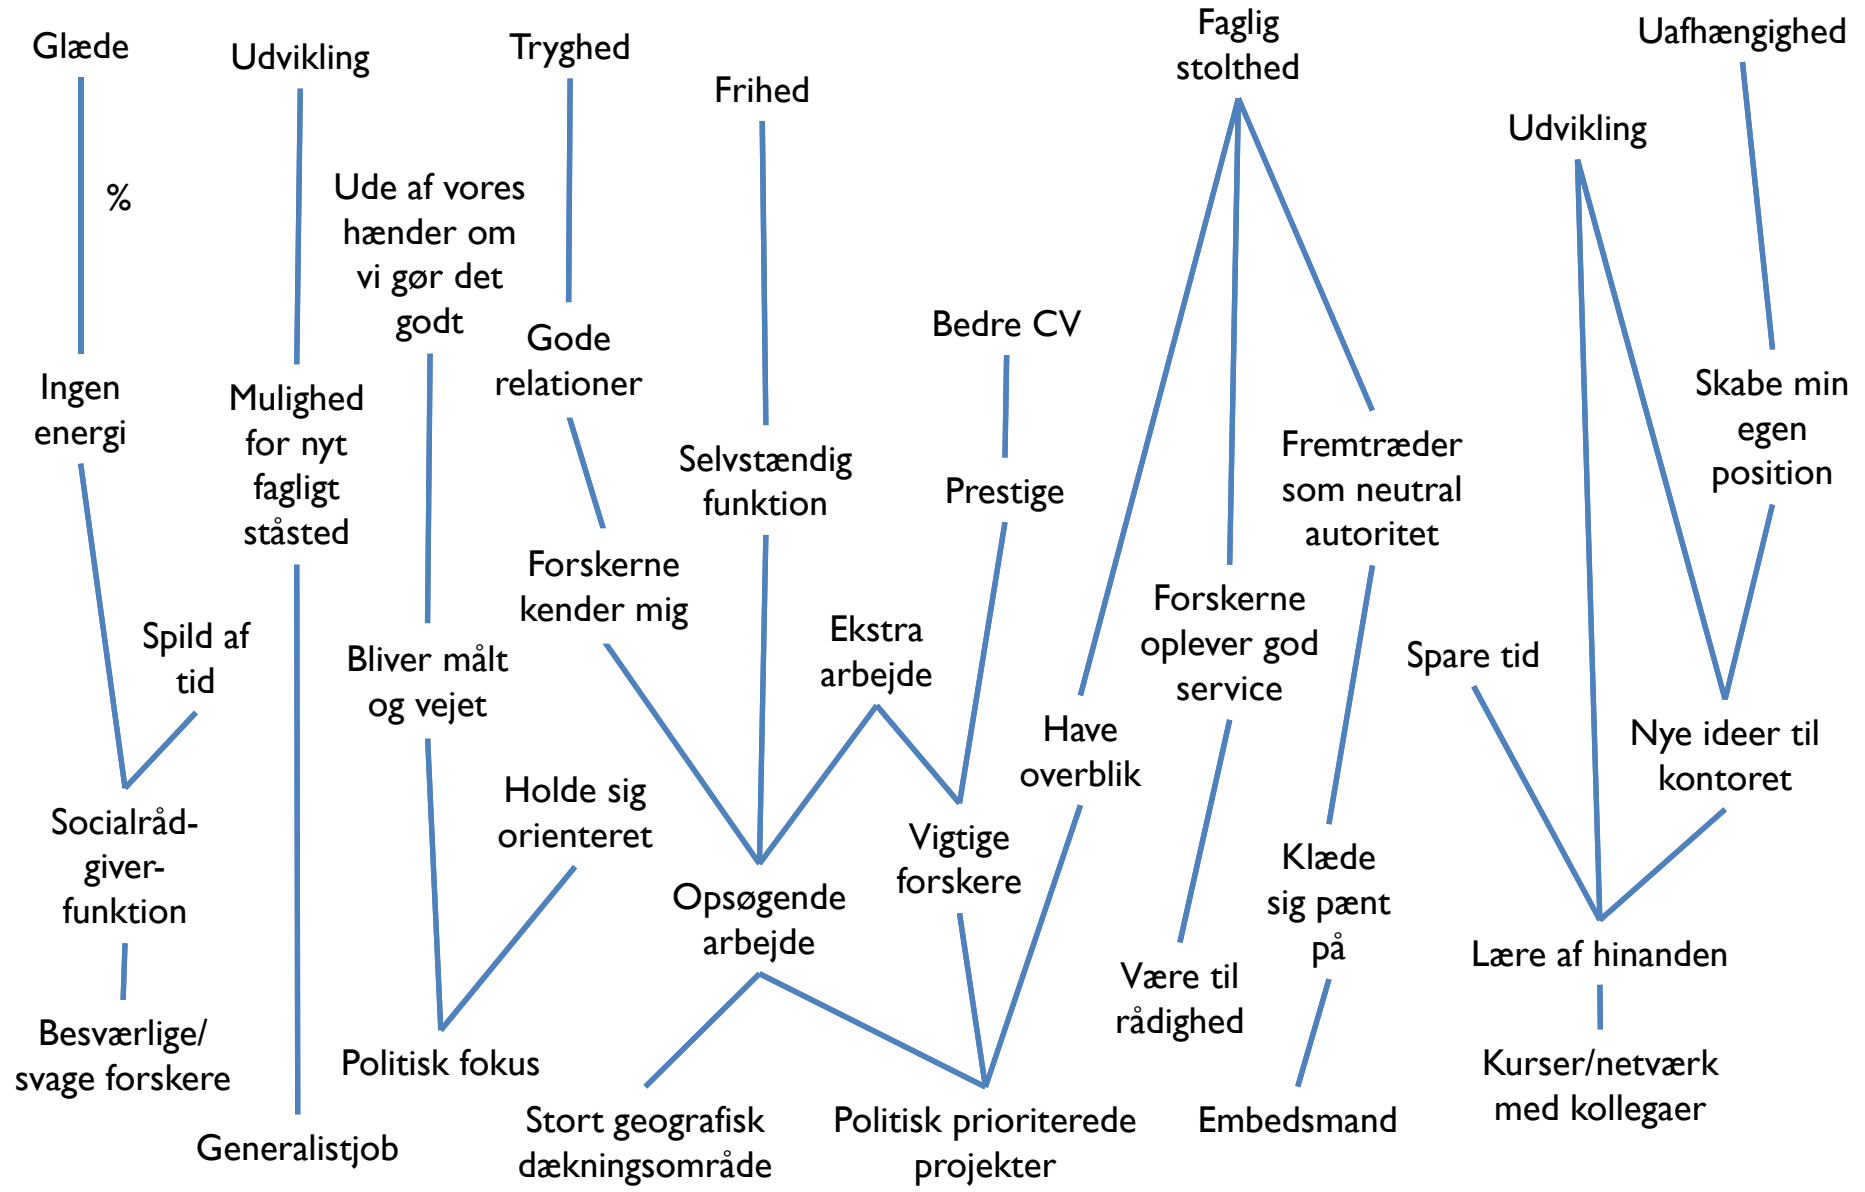 Glæde
Udvikling
Tryghed
Frihed
Faglig
stolthed
Uafhængighed
Udvikling
%
Ude af vores
hænder om
vi gør det
godt
Gode
relationer
Bedre CV
Ingen
energi
Mulighed
for nyt
fagligt
ståsted
Selvstændig
funktion
Prestige
Fremtræder
som neutral
autoritet
Skabe min
egen
position
Forskerne
kender mig
Ekstra
arbejde
Forskerne
oplever god
service
Spild af
tid
Bliver målt
og vejet
Spare tid
Have
overblik
Nye ideer til
kontoret
Holde sig
orienteret
Socialråd-
giver-
funktion
Vigtige
forskere
Klæde
sig pænt
på
Opsøgende
arbejde
Være til
rådighed
Lære af hinanden
Besværlige/
svage forskere
Politisk fokus
Kurser/netværk
med kollegaer
Generalistjob
Stort geografisk
dækningsområde
Politisk prioriterede
projekter
Embedsmand